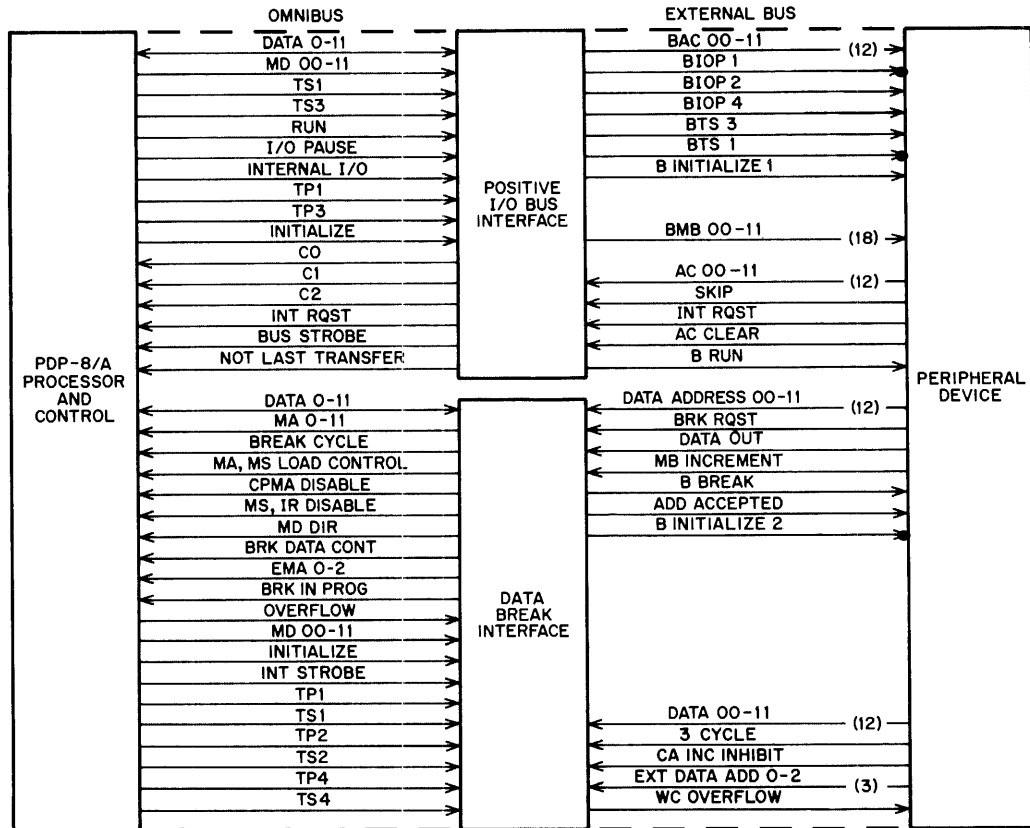 OMNIBUS
EXTERNAL BUS
DATA 0-11
MD 00-11
TS1
TS3
RUN
I/O PAUSE
INTERNAL I/O
TP1
TP3
INITIALIZE
C0
C1
C2
INT RQST
BUS STROBE
NOT LAST TRANSFER
PDP-8/A
PROCESSOR
AND
CONTROL
POSITIVE
I/O BUS
INTERFACE
BAC 00-11
(12)
BIOP 1
BIOP 2
BIOP 4
BTS 3
BTS 1
B INITIALIZE 1
BMB 00-11
(18)
AC 00-11
(12)
SKIP
INT RQST
AC CLEAR
B RUN
PERIPHERAL
DEVICE
DATA 0-11
MA 0-11
BREAK CYCLE
MA, MS LOAD CONTROL
CPMA DISABLE
MS, IR DISABLE
MD DIR
BRK DATA CONT
EMA 0-2
BRK IN PROG
OVERFLOW
MD 00-11
INITIALIZE
INT STROBE
TP1
TS1
TP2
TS2
TP4
TS4
DATA
BREAK
INTERFACE
DATA ADDRESS 00-11
(12)
BRK RQST
DATA OUT
MB INCREMENT
B BREAK
ADD ACCEPTED
B INITIALIZE 2
DATA 00-11
(12)
3 CYCLE
CA INC INHIBIT
EXT DATA ADD 0-2
(3)
WC OVERFLOW